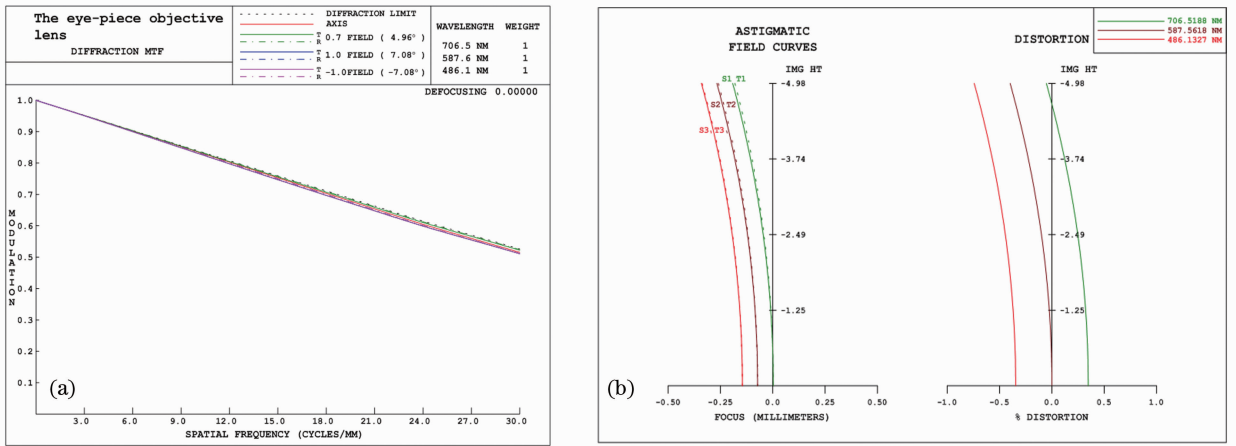 The eye-piece objective
lens
DIFFRACTION MTF
DIFFRACTION LIMIT
AXIS
T
R
0.7 FIELD ( 4.96° )
T
R
1.0 FIELD ( 7.08° )
T
R
-1.0FIELD ( -7.08° )
WAVELENGTH WEIGHT
706.5 NM 1
587.6 NM 1
486.1 NM 1
DEFOCUSING 0.00000
1.0
0.9
0.8
0.7
0.6
0.5
0.4
0.3
0.2
0.1
MODULATION
(a)
3.0 6.0 9.0 12.0 15.0 18.0 21.0 24.0 27.0 30.0
SPATIAL FREQUENCY (CYCLES/MM)
706.5188 NM
587.5618 NM
486.1327 NM
ASTIGMATIC
FIELD CURVES
IMG HT
S1 T1
S2 T2
S3 T3
-4.98
-3.74
-2.49
-1.25
-0.50 -0.25 0.0 0.25 0.50
FOCUS (MILLIMETERS)
DISTORTION
IMG HT
-4.98
-3.74
-2.49
-1.25
-1.0 -0.5 0.0 0.5 1.0
% DISTORTION
(b)